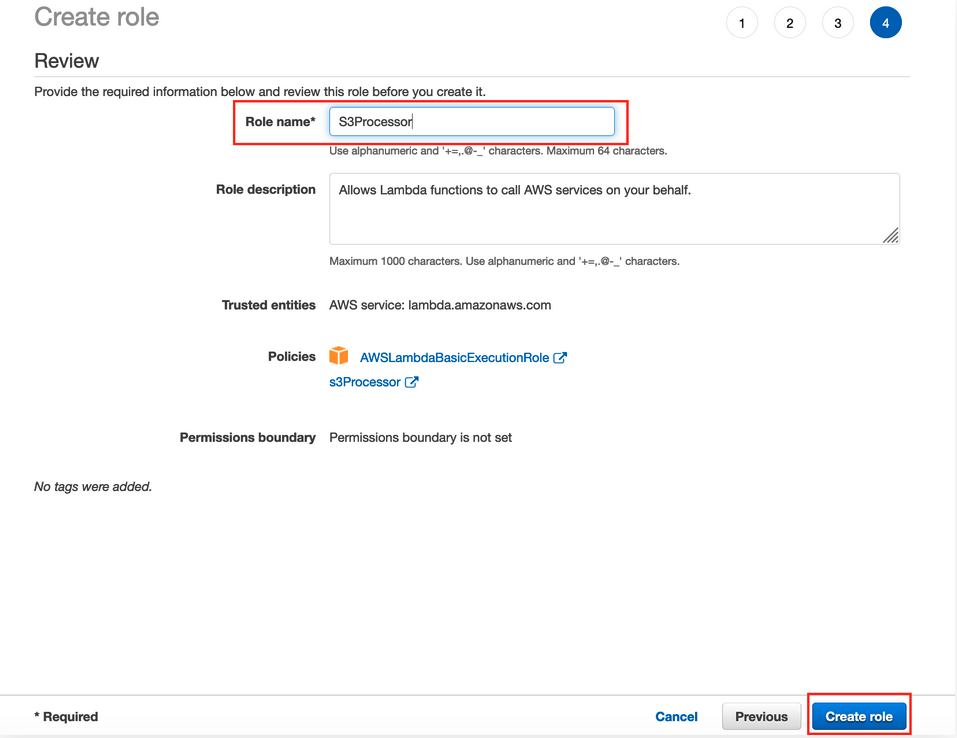 Create role
1 2 3 4
Review
Provide the required information below and review this role before you create it.
Role name* S3Processor
Use alphanumeric and '+=,.@-_' characters. Maximum 64 characters.
Role description Allows Lambda functions to call AWS services on your behalf.
Maximum 1000 characters. Use alphanumeric and '+=,.@-_' characters.
Trusted entities AWS service: lambda.amazonaws.com
Policies AWSLambdaBasicExecutionRole
s3Processor
Permissions boundary Permissions boundary is not set
No tags were added.
* Required Cancel Previous Create role